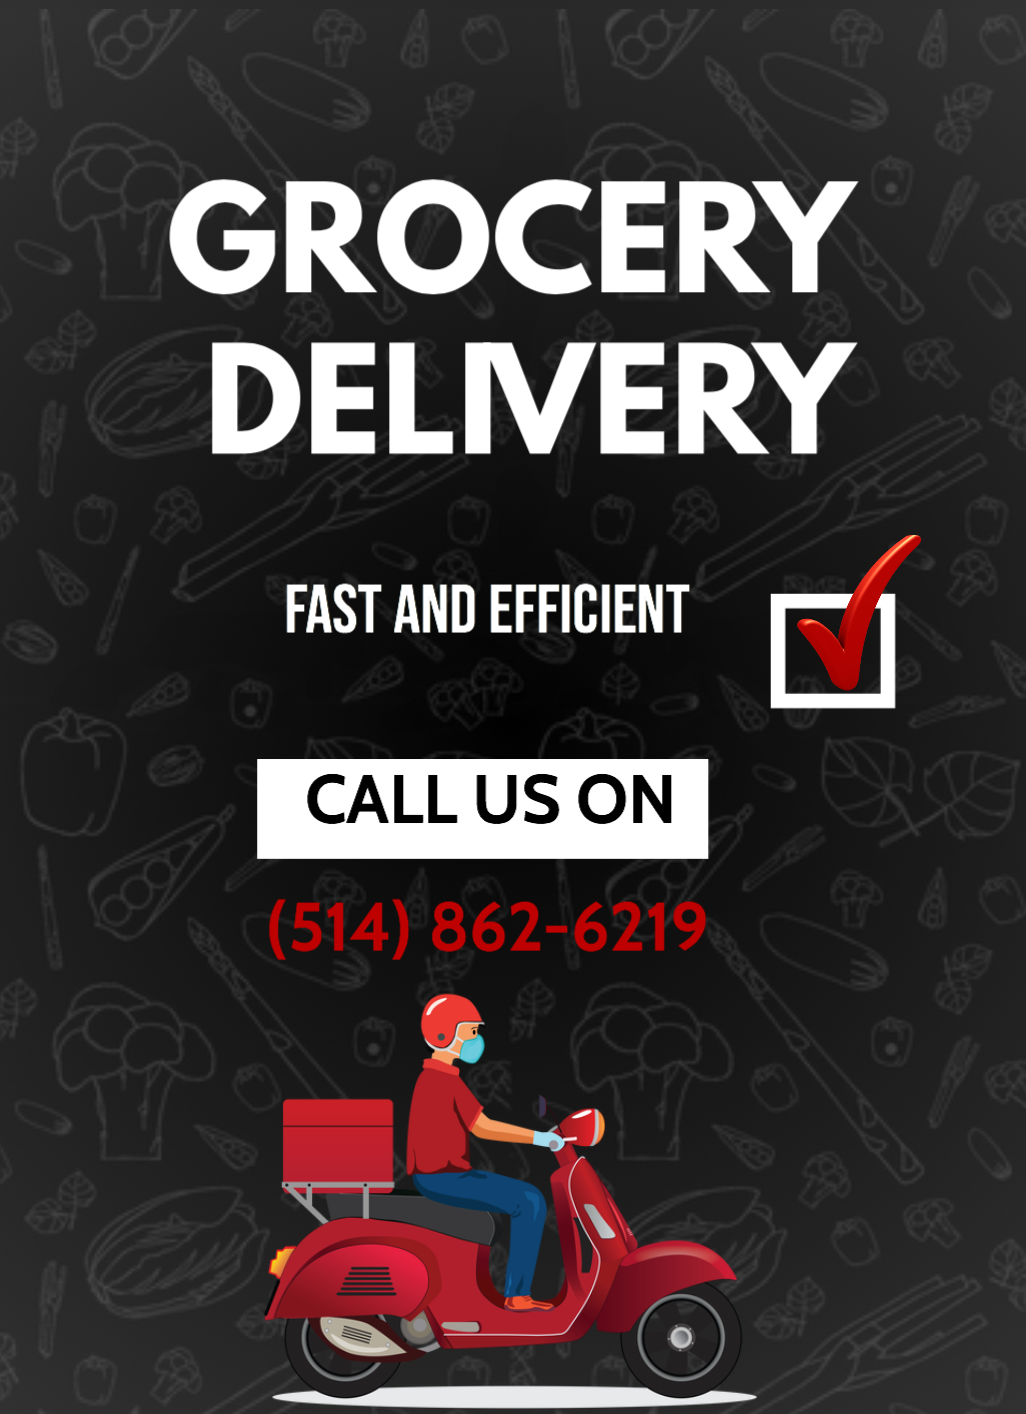 GROCERY
DELIVERY
FAST AND EFFICIENT
CALL US ON
(514) 862-6219